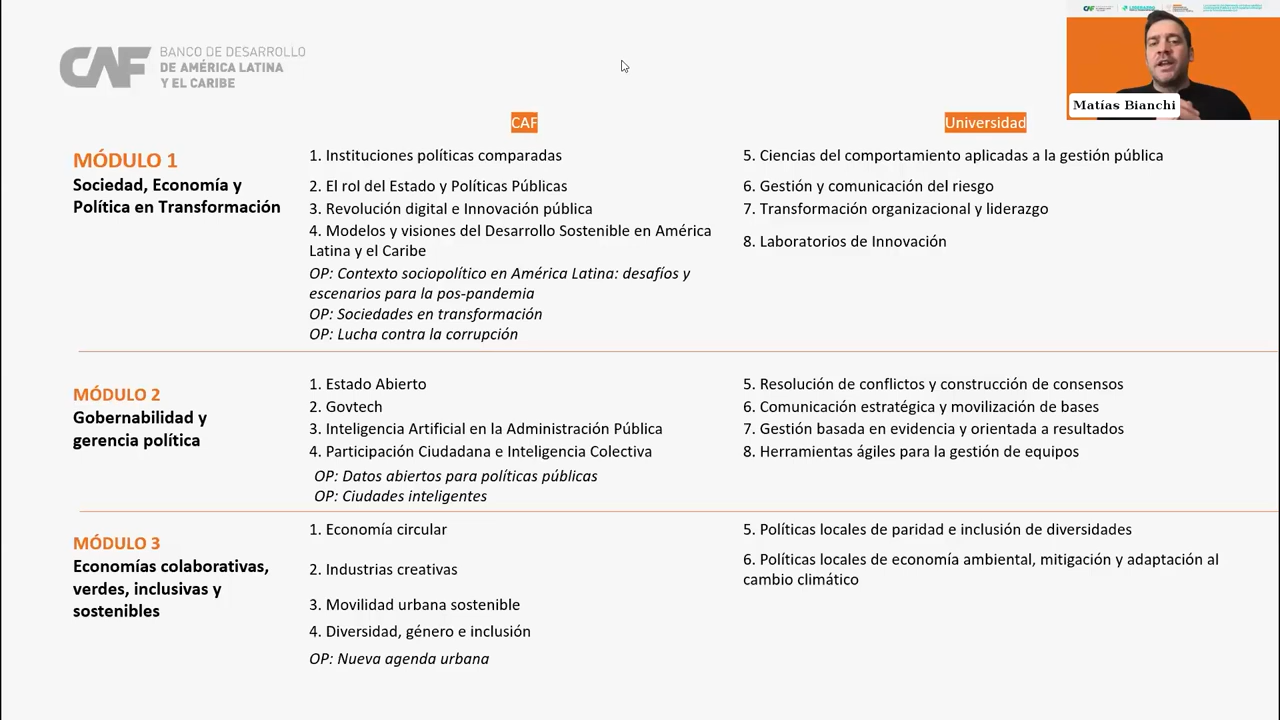 CAF
BANCO DE DESARROLLO
DE AMÉRICA LATINA
Y EL CARIBE
Matías Bianchi
CAF
Universidad
MÓDULO 1
Sociedad, Economía y
Política en Transformación
1. Instituciones políticas comparadas
2. El rol del Estado y Políticas Públicas
3. Revolución digital e Innovación pública
4. Modelos y visiones del Desarrollo Sostenible en América
Latina y el Caribe
OP: Contexto sociopolítico en América Latina: desafíos y
escenarios para la pos-pandemia
OP: Sociedades en transformación
OP: Lucha contra la corrupción
5. Ciencias del comportamiento aplicadas a la gestión pública
6. Gestión y comunicación del riesgo
7. Transformación organizacional y liderazgo
8. Laboratorios de Innovación
MÓDULO 2
Gobernabilidad y
gerencia política
1. Estado Abierto
2. Govtech
3. Inteligencia Artificial en la Administración Pública
4. Participación Ciudadana e Inteligencia Colectiva
OP: Datos abiertos para políticas públicas
OP: Ciudades inteligentes
5. Resolución de conflictos y construcción de consensos
6. Comunicación estratégica y movilización de bases
7. Gestión basada en evidencia y orientada a resultados
8. Herramientas ágiles para la gestión de equipos
MÓDULO 3
Economías colaborativas,
verdes, inclusivas y
sostenibles
1. Economía circular
2. Industrias creativas
3. Movilidad urbana sostenible
4. Diversidad, género e inclusión
OP: Nueva agenda urbana
5. Políticas locales de paridad e inclusión de diversidades
6. Políticas locales de economía ambiental, mitigación y adaptación al
cambio climático